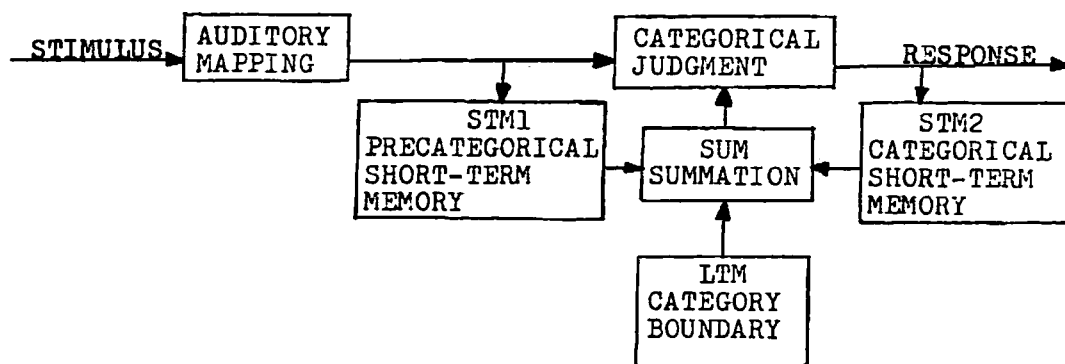 STIMULUS
AUDITORY
MAPPING
CATEGORICAL
JUDGMENT
RESPONSE
STM1
PRECATEGORICAL
SHORT-TERM
MEMORY
SUM
SUMMATION
STM2
CATEGORICAL
SHORT-TERM
MEMORY
LTM
CATEGORY
BOUNDARY